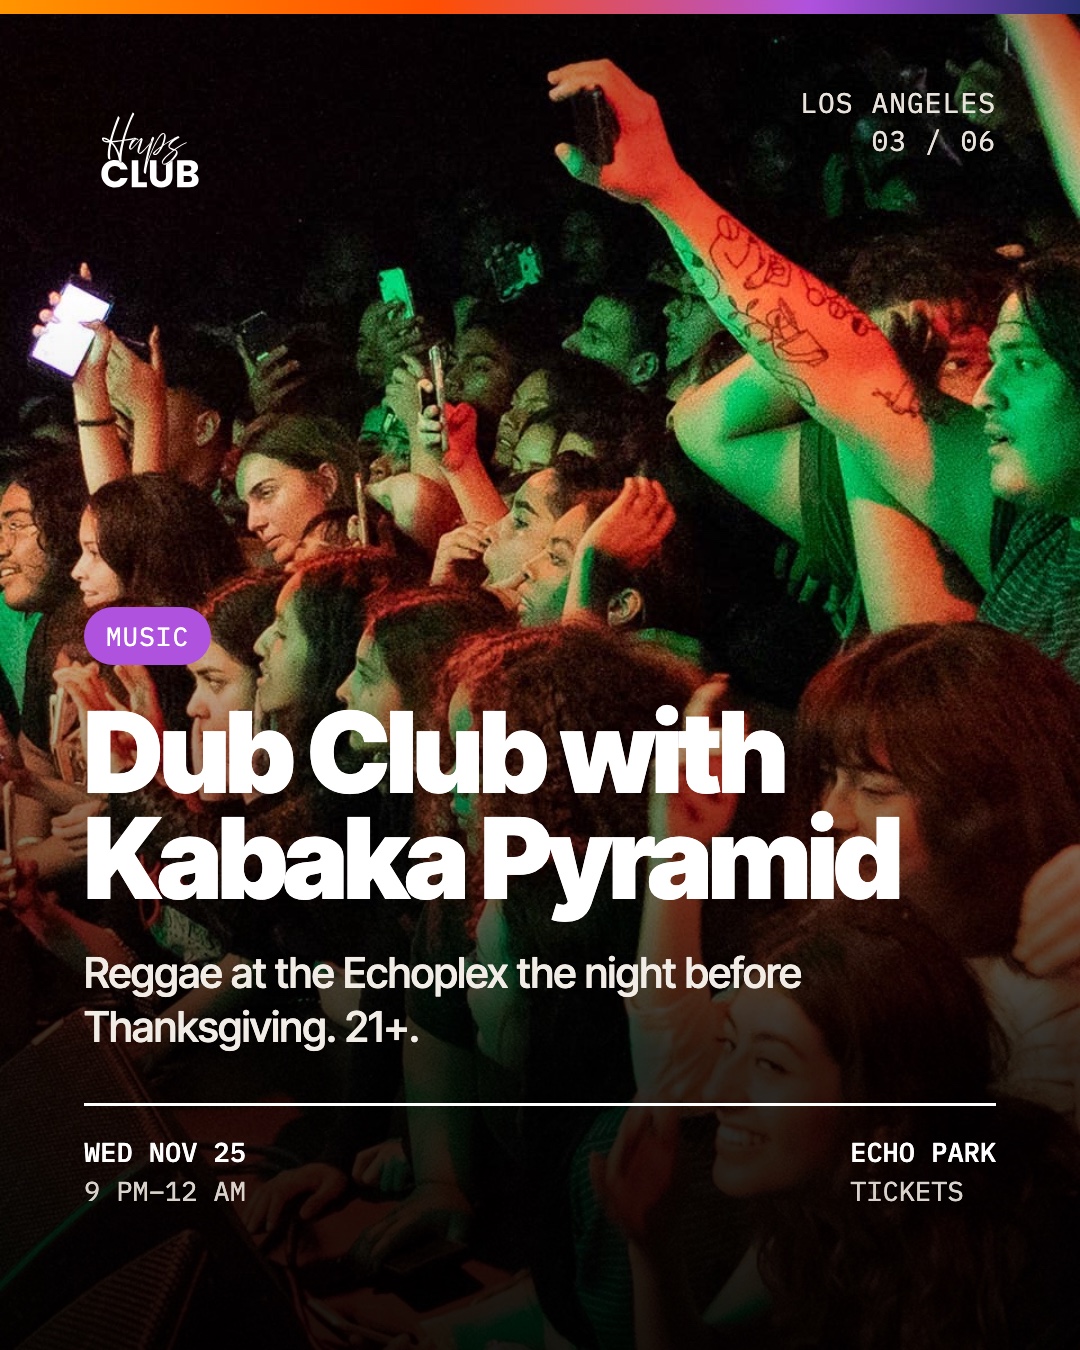 Haps
CLUB
LOS ANGELES
03 / 06
MUSIC
Dub Club with
Kabaka Pyramid
Reggae at the Echoplex the night before
Thanksgiving. 21+.
WED NOV 25
9 PM–12 AM
ECHO PARK
TICKETS